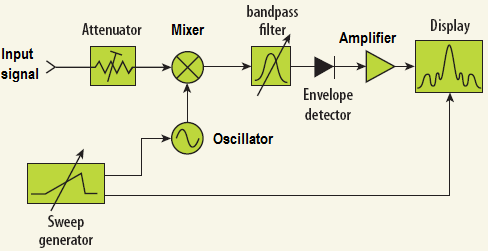 Input
signal
Attenuator
Mixer
bandpass
filter
Envelope
detector
Amplifier
Display
Oscillator
Sweep
generator